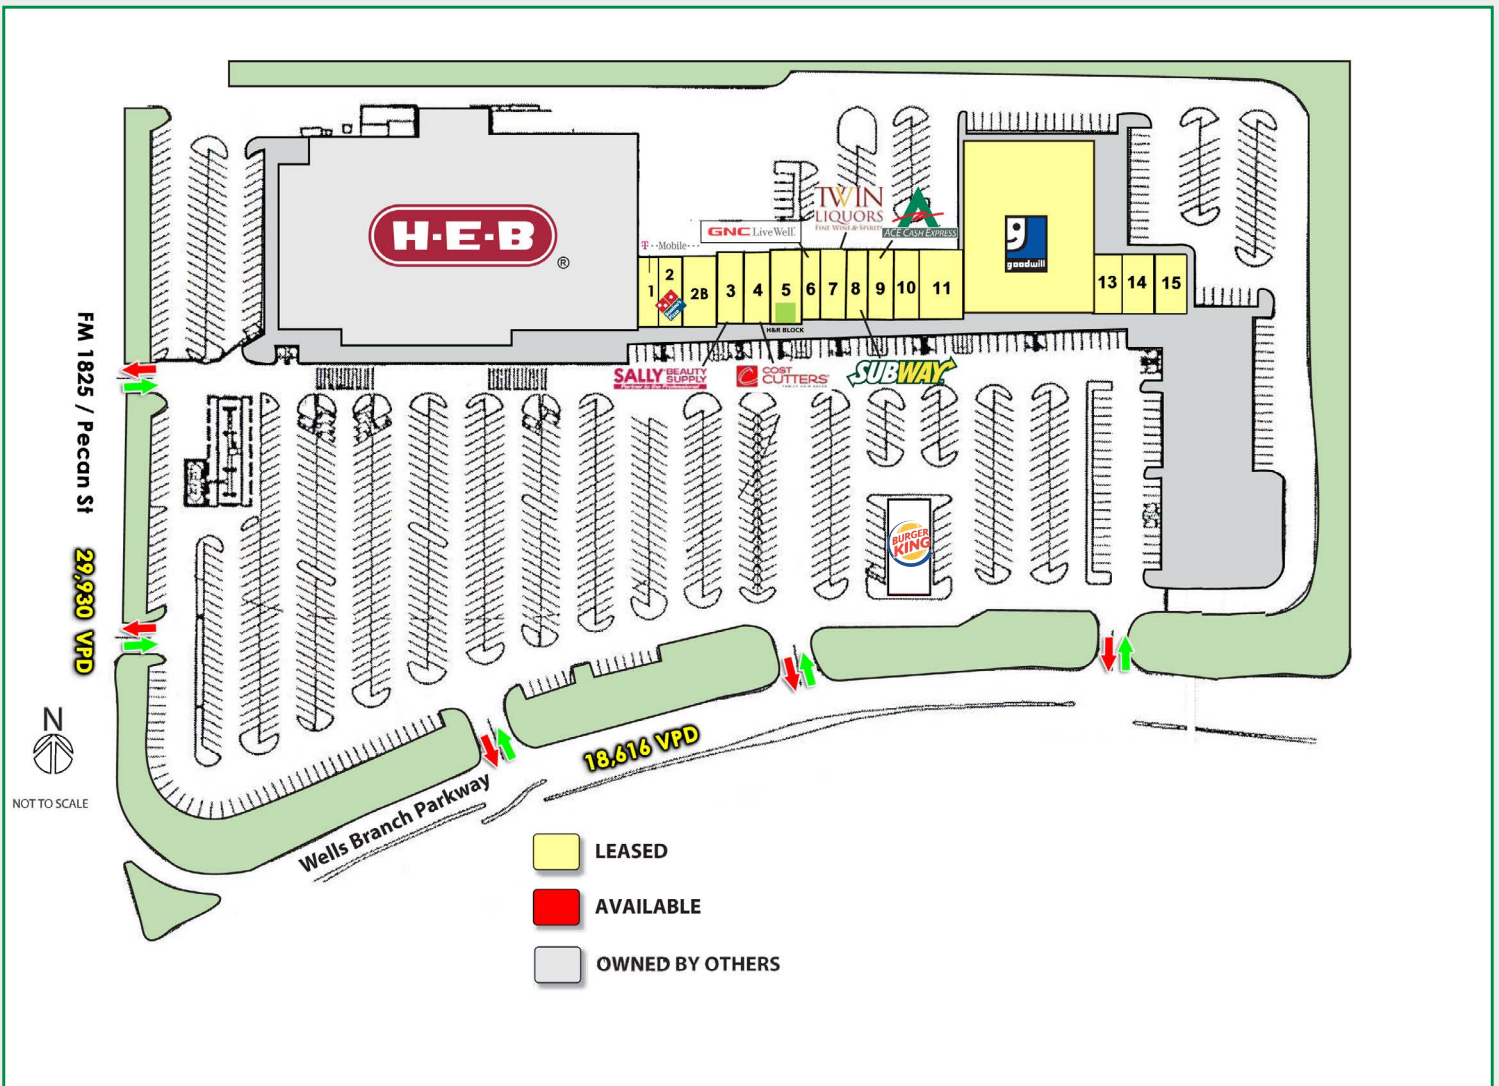 H-E-B
®
T··Mobile···
GNC LiveWell.
TWIN
LIQUORS
FINE WINE & SPIRITS
ACE CASH EXPRESS
goodwill
1
2
2B
3
4
5
6
7
8
9
10
11
13
14
15
H&R BLOCK
SALLY BEAUTY
SUPPLY
COST
CUTTERS
SUBWAY
BURGER
KING
FM 1825 / Pecan St
29,930 VPD
N
NOT TO SCALE
Wells Branch Parkway
18,616 VPD
LEASED
AVAILABLE
OWNED BY OTHERS